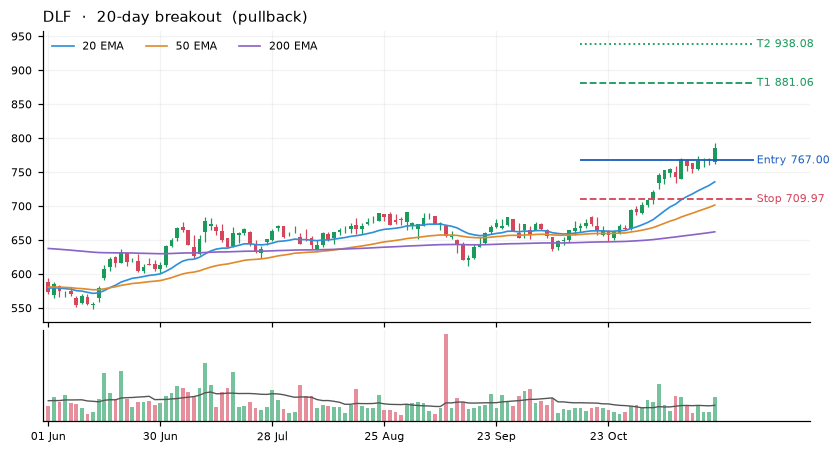 DLF · 20-day breakout (pullback)
20 EMA
50 EMA
200 EMA
T2 938.08
T1 881.06
Entry 767.00
Stop 709.97
950
900
850
800
750
700
650
600
550
01 Jun
30 Jun
28 Jul
25 Aug
23 Sep
23 Oct